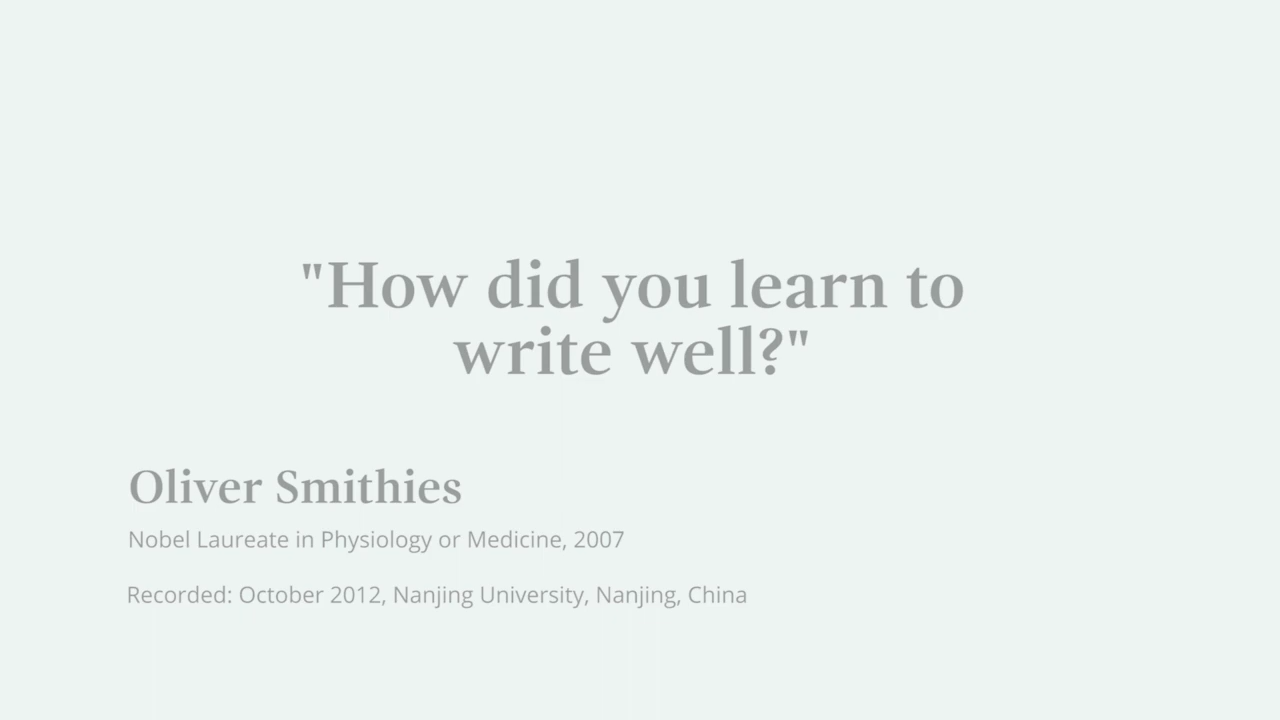 "How did you learn to
write well?"
Oliver Smithies
Nobel Laureate in Physiology or Medicine, 2007
Recorded: October 2012, Nanjing University, Nanjing, China